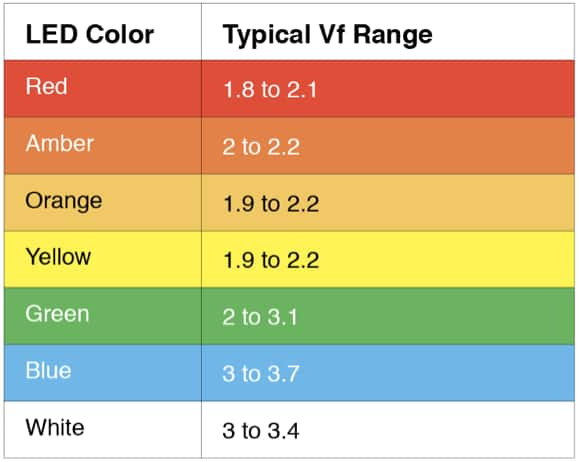 LED Color Typical Vf Range
Red 1.8 to 2.1
Amber 2 to 2.2
Orange 1.9 to 2.2
Yellow 1.9 to 2.2
Green 2 to 3.1
Blue 3 to 3.7
White 3 to 3.4